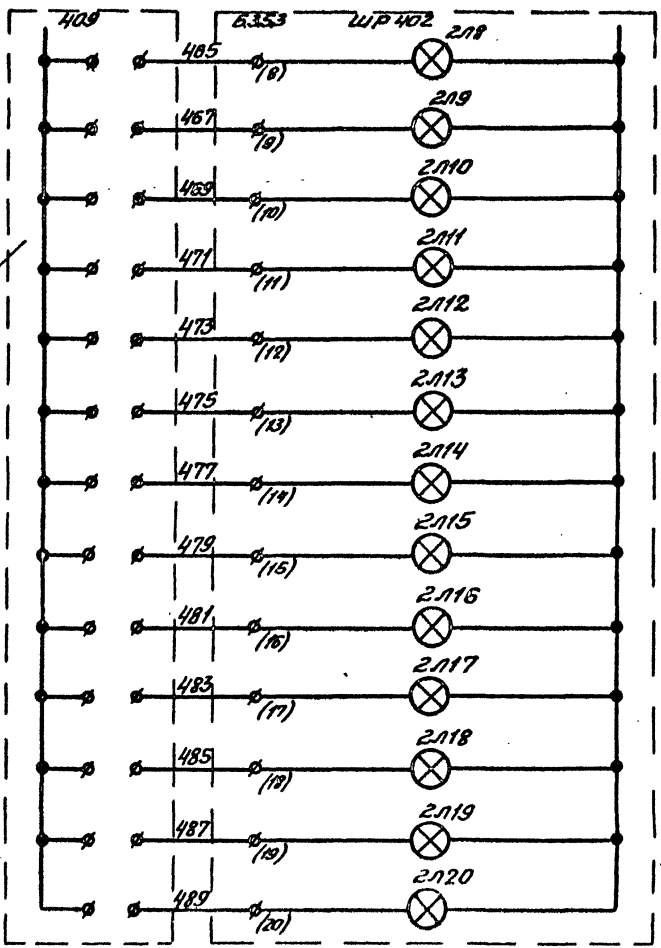 409 Б353 ШР 402
465 (8) 2Л8
467 (9) 2Л9
469 (10) 2Л10
471 (11) 2Л11
473 (12) 2Л12
475 (13) 2Л13
477 (14) 2Л14
479 (15) 2Л15
481 (16) 2Л16
483 (17) 2Л17
485 (18) 2Л18
487 (19) 2Л19
489 (20) 2Л20